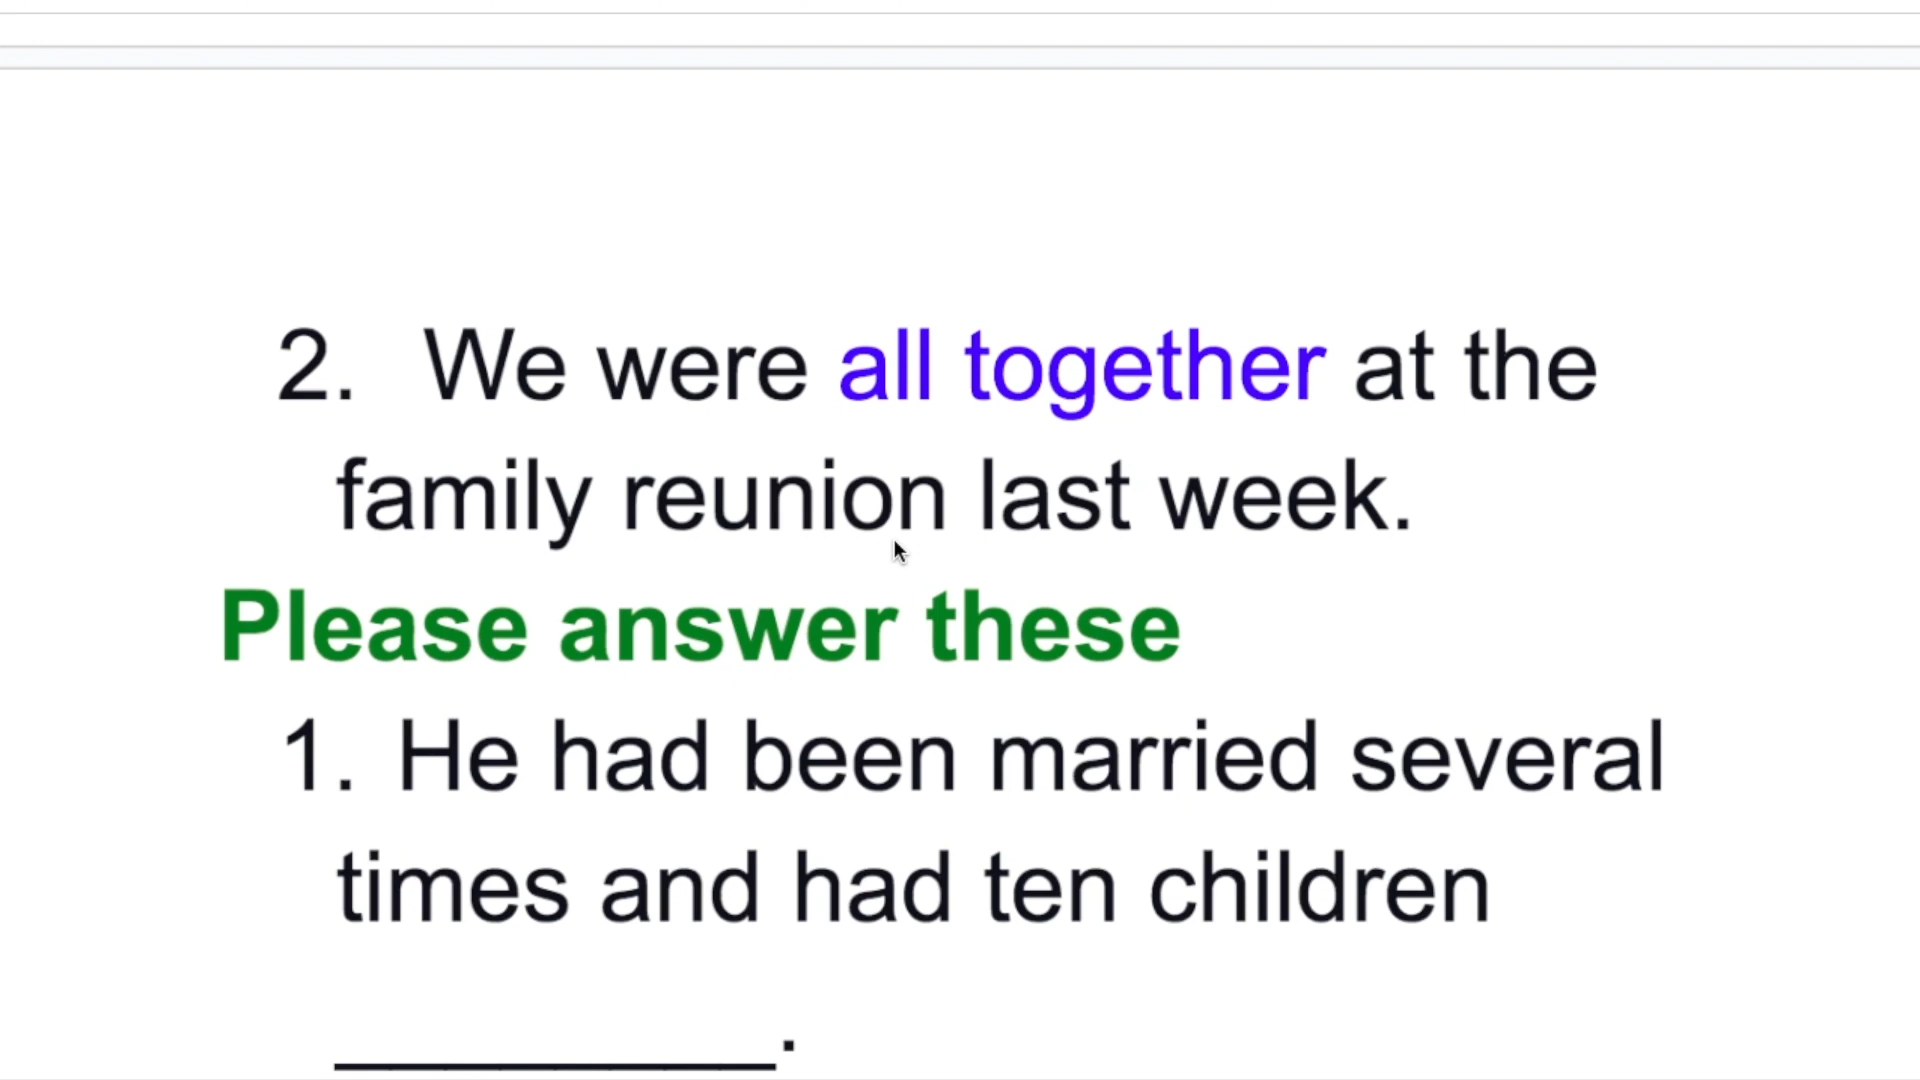 2. We were all together at the
family reunion last week.
Please answer these
1. He had been married several
times and had ten children
________.